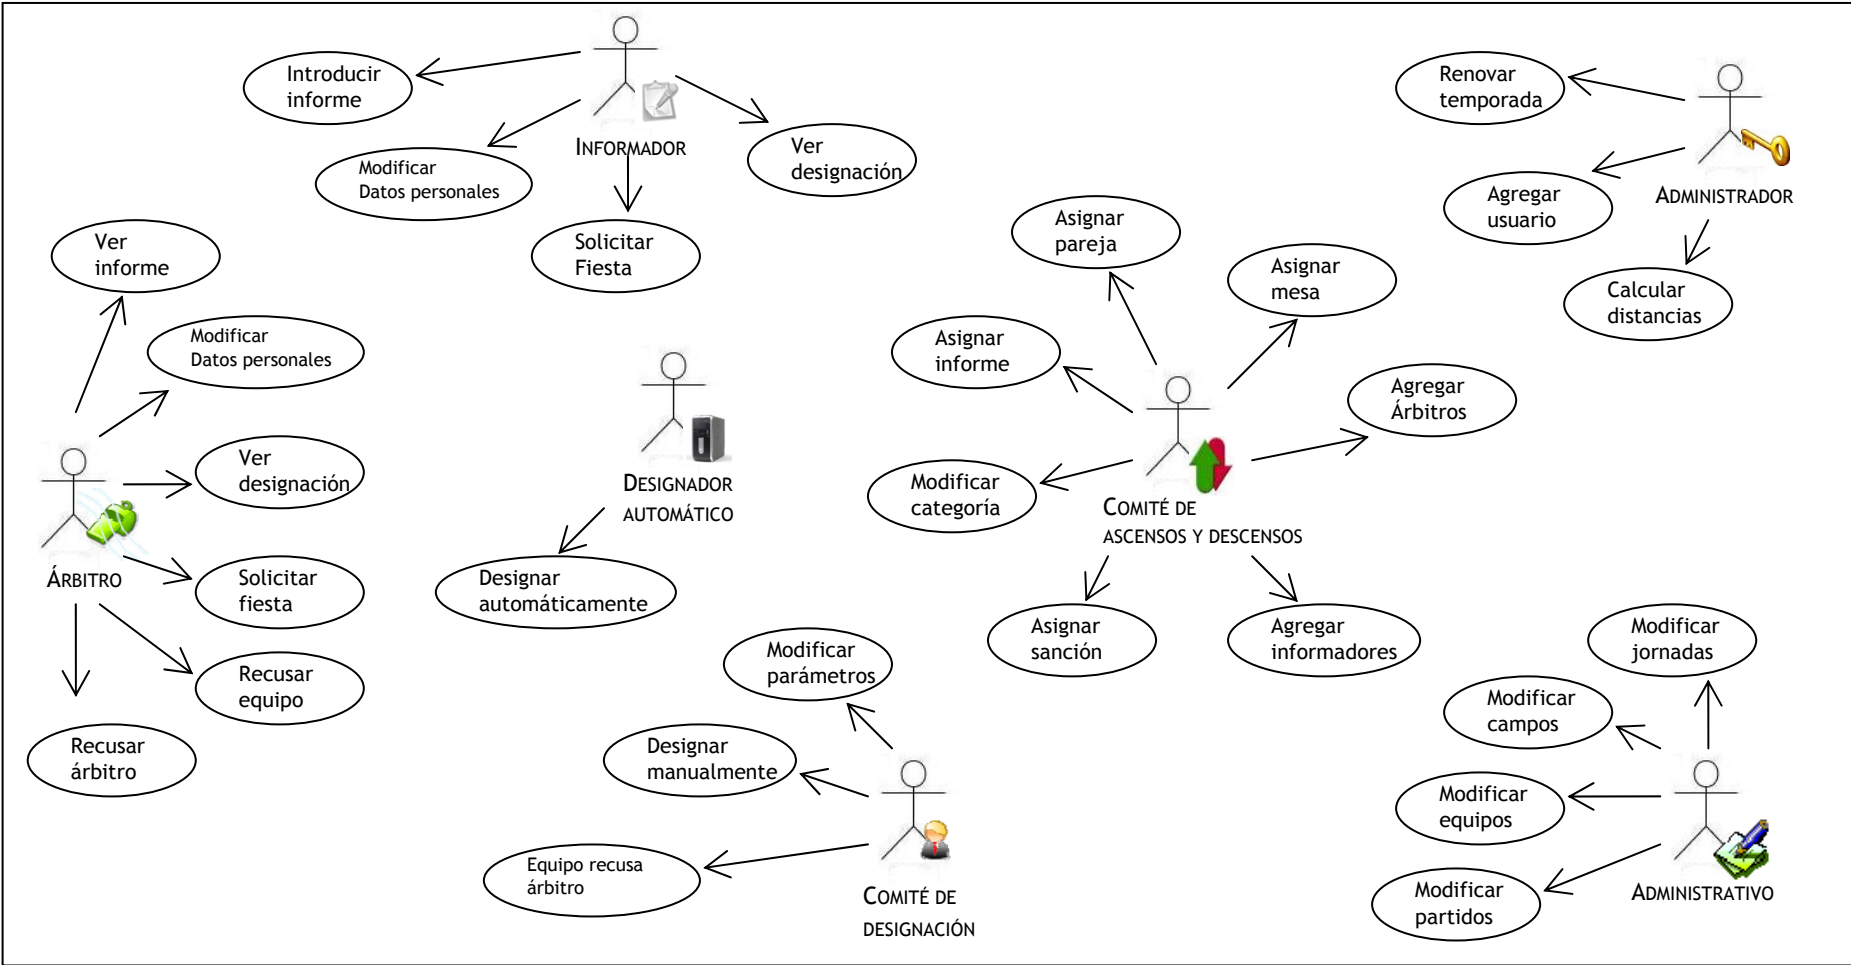 Introducir
informe
Modificar
Datos personales
INFORMADOR
Ver
designación
Solicitar
Fiesta
Renovar
temporada
Agregar
usuario
ADMINISTRADOR
Calcular
distancias
Ver
informe
Modificar
Datos personales
Ver
designación
ÁRBITRO
Solicitar
fiesta
Recusar
equipo
Recusar
árbitro
DESIGNADOR
AUTOMÁTICO
Designar
automáticamente
Asignar
pareja
Asignar
mesa
Asignar
informe
Agregar
Árbitros
Modificar
categoría
COMITÉ DE
ASCENSOS Y DESCENSOS
Asignar
sanción
Agregar
informadores
Modificar
parámetros
Designar
manualmente
Equipo recusa
árbitro
COMITÉ DE
DESIGNACIÓN
Modificar
jornadas
Modificar
campos
Modificar
equipos
Modificar
partidos
ADMINISTRATIVO